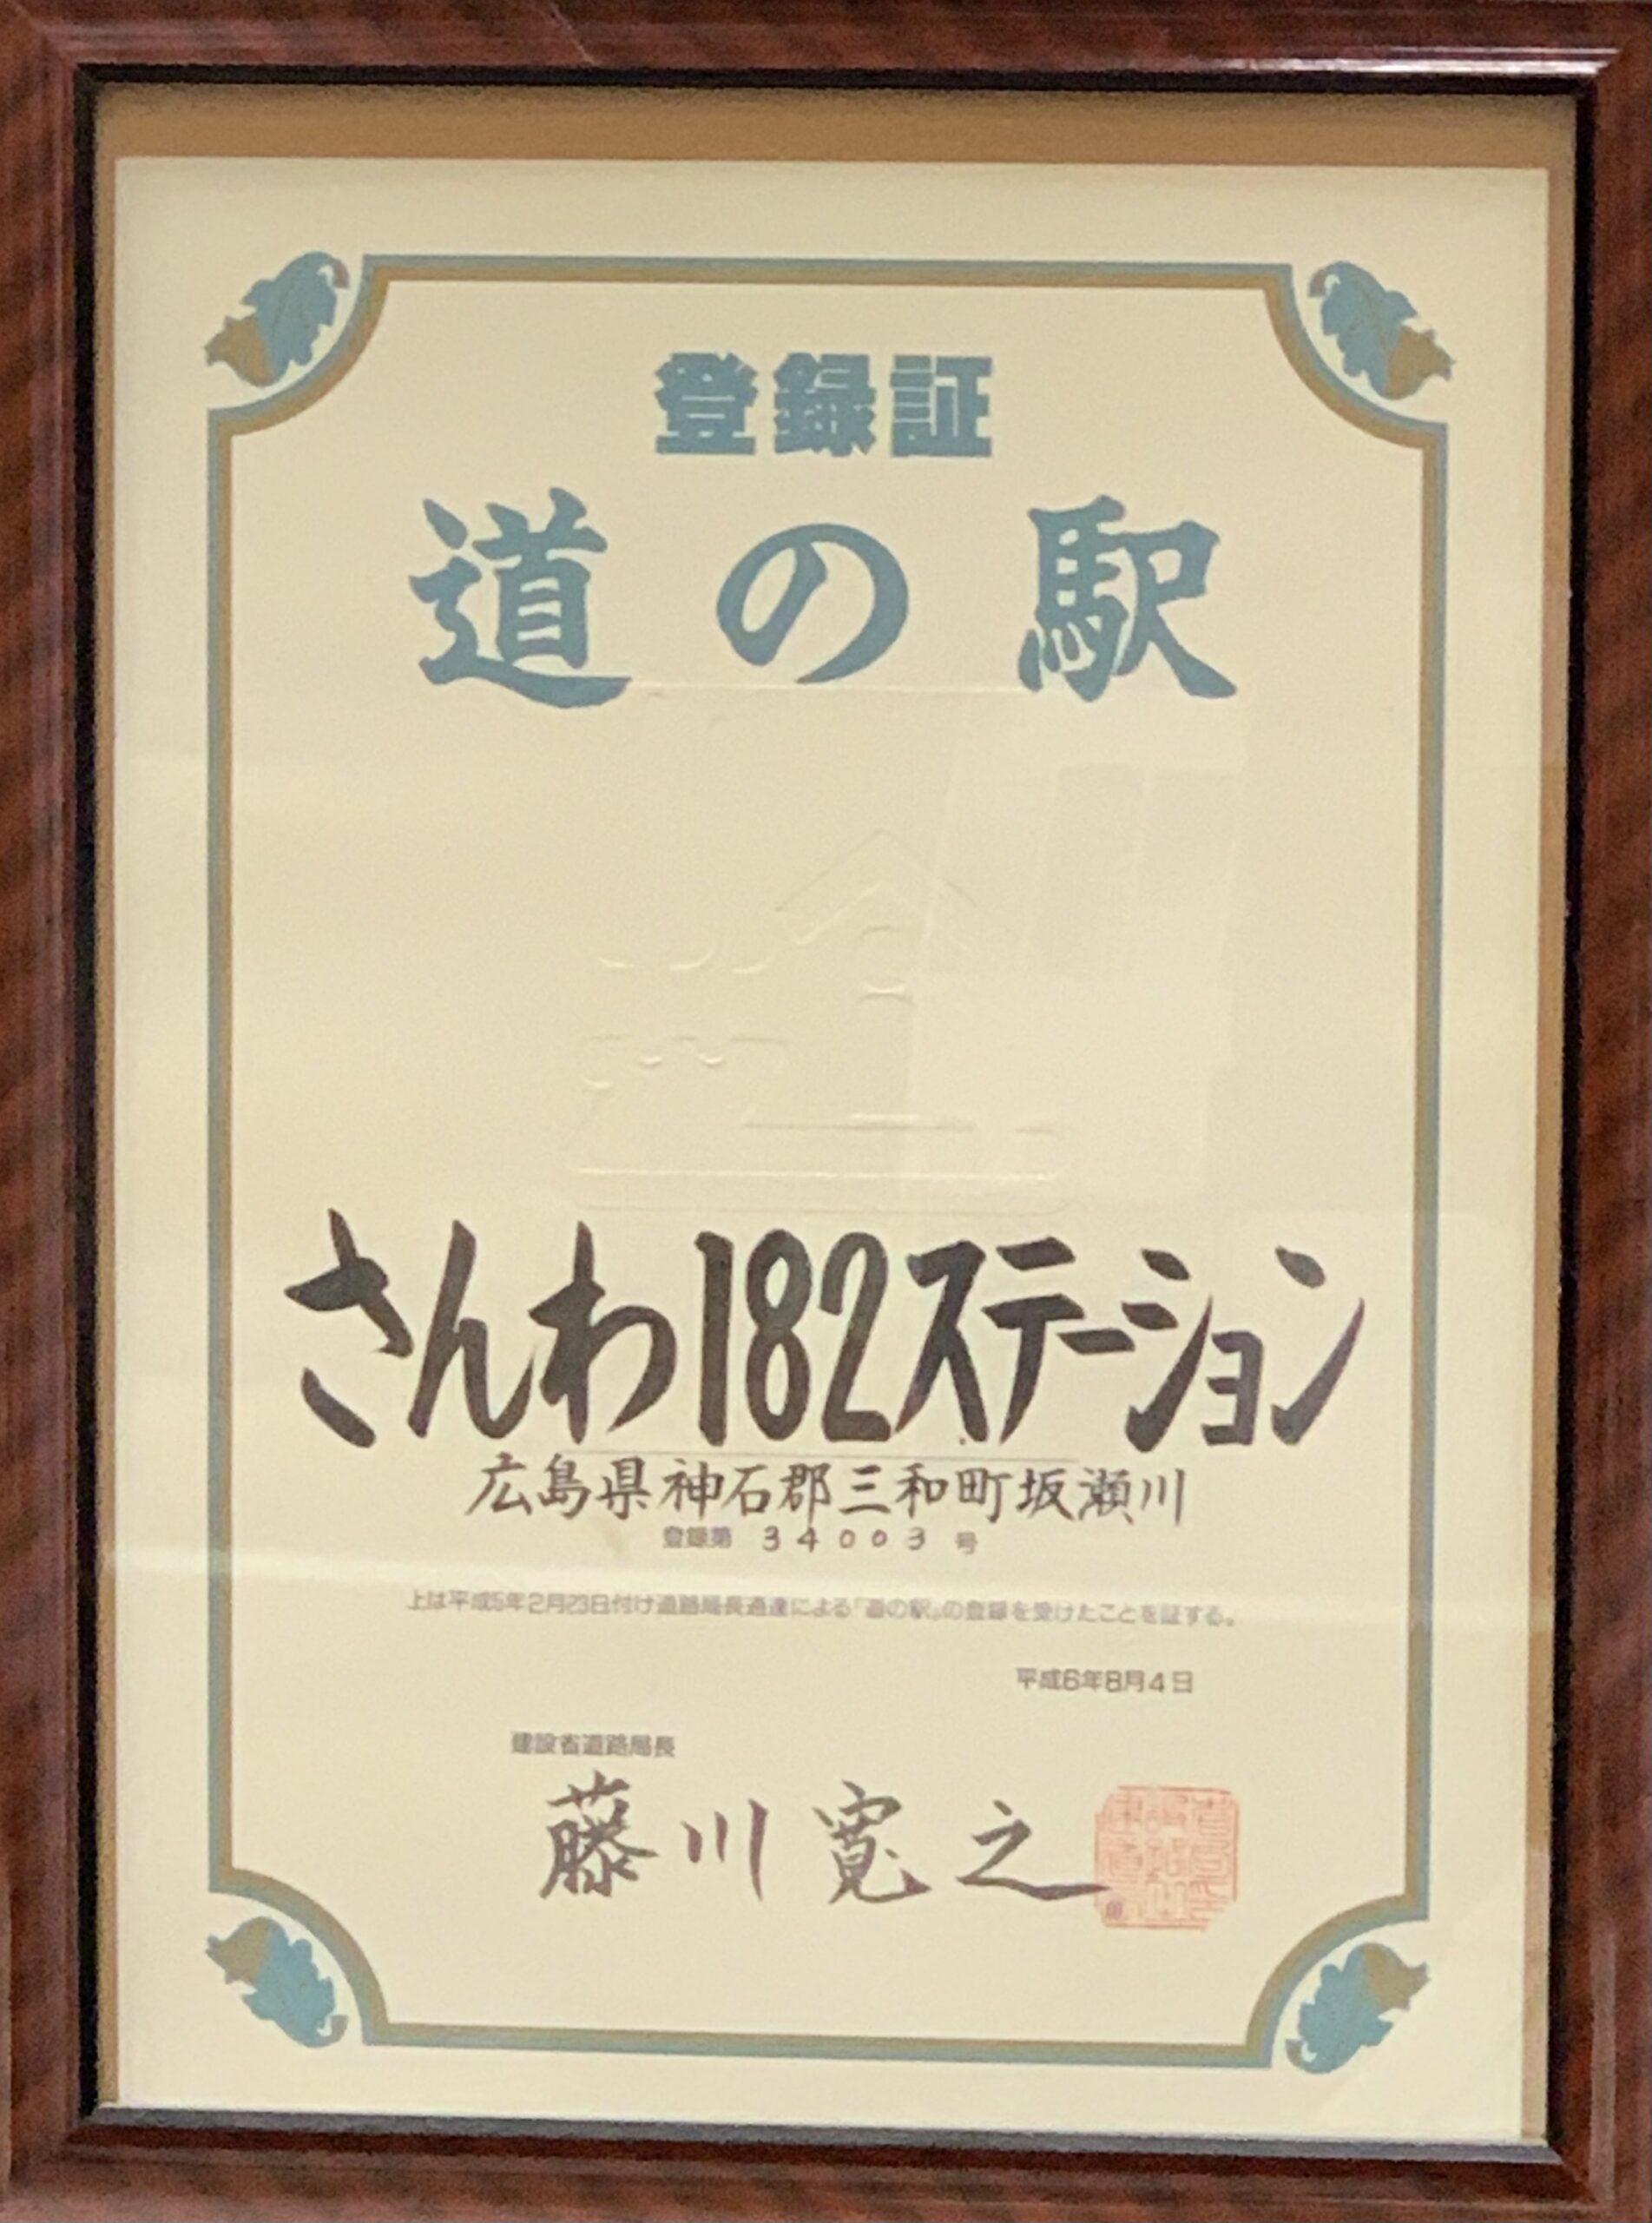 登録証
道の駅
さんわ182ステーション
広島県神石郡三和町坂瀬川
登録第 34003 号
上は平成5年2月23日付け道路局長通達による「道の駅」の登録を受けたことを証する。
平成6年8月4日
建設省道路局長
藤川寛之